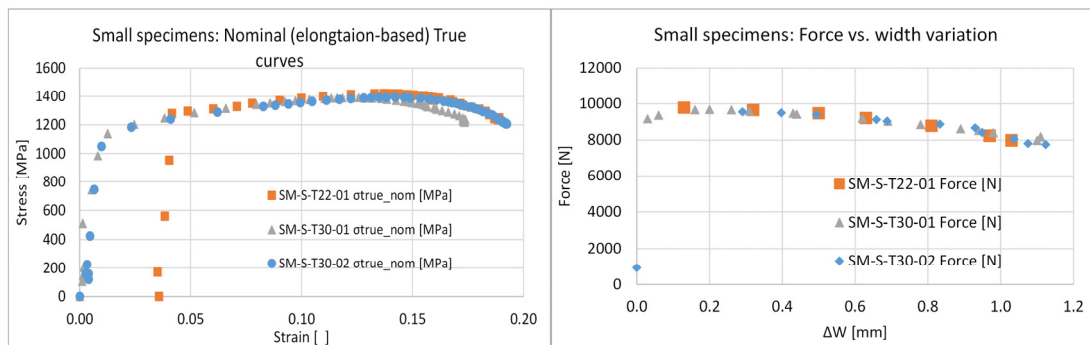 Small specimens: Nominal (elongtaion-based) True
curves
1600
1400
1200
1000
800
600
400
200
0
Stress [MPa]
SM-S-T22-01 σtrue_nom [MPa]
SM-S-T30-01 σtrue_nom [MPa]
SM-S-T30-02 σtrue_nom [MPa]
0.00 0.05 0.10 0.15 0.20
Strain [_]
Small specimens: Force vs. width variation
12000
10000
8000
6000
4000
2000
0
Force [N]
SM-S-T22-01 Force [N]
SM-S-T30-01 Force [N]
SM-S-T30-02 Force [N]
0.0 0.2 0.4 0.6 0.8 1.0 1.2
ΔW [mm]